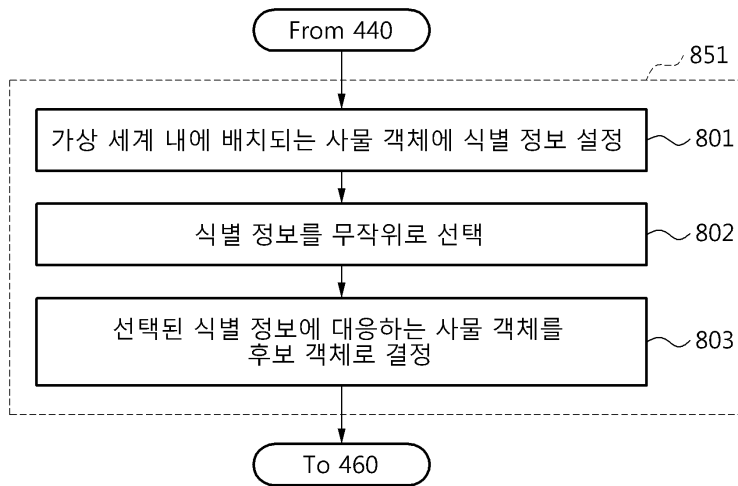 From 440
851
가상 세계 내에 배치되는 사물 객체에 식별 정보 설정
801
식별 정보를 무작위로 선택
802
선택된 식별 정보에 대응하는 사물 객체를
후보 객체로 결정
803
To 460